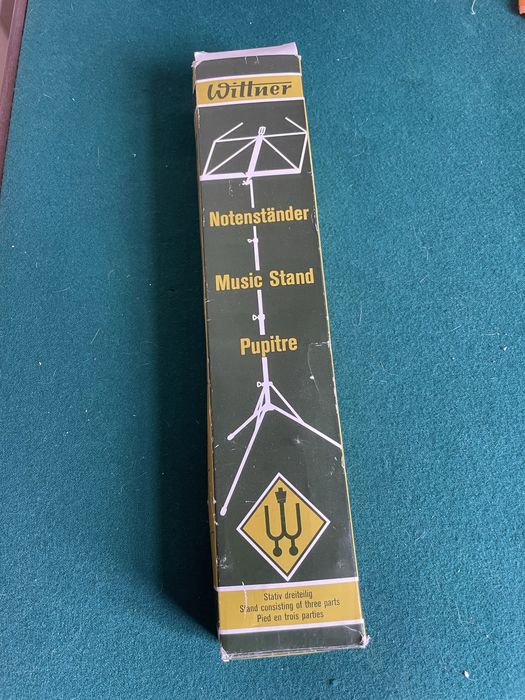 Wittner
Notenständer
Music Stand
Pupitre
Stativ dreiteilig
Stand consisting of three parts
Pied en trois parties